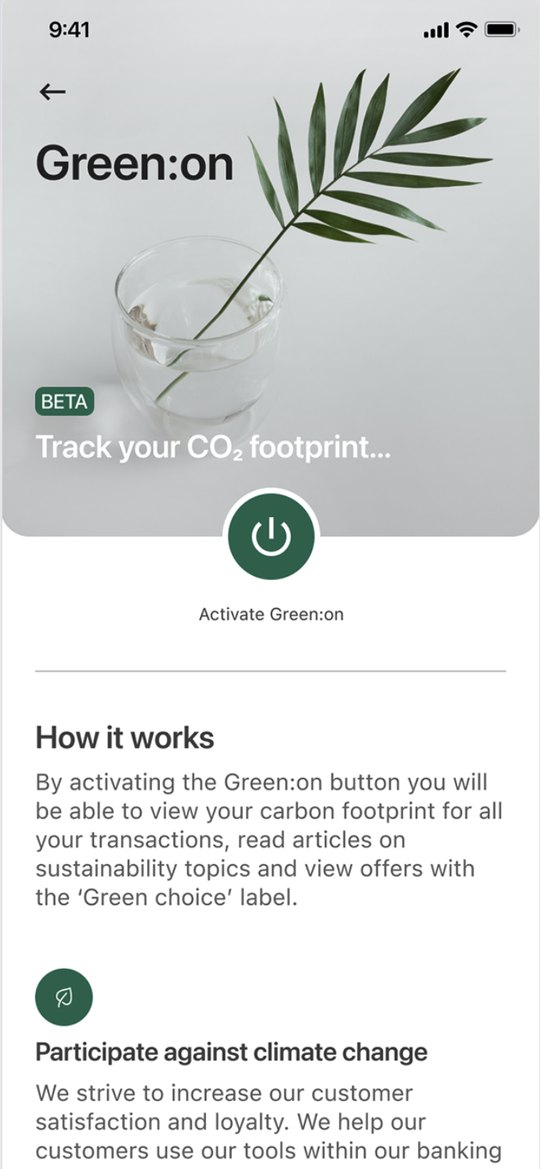 9:41
Green:on
BETA
Track your CO₂ footprint...
Activate Green:on
How it works
By activating the Green:on button you will
be able to view your carbon footprint for all
your transactions, read articles on
sustainability topics and view offers with
the ‘Green choice’ label.
Participate against climate change
We strive to increase our customer
satisfaction and loyalty. We help our
customers use our tools within our banking